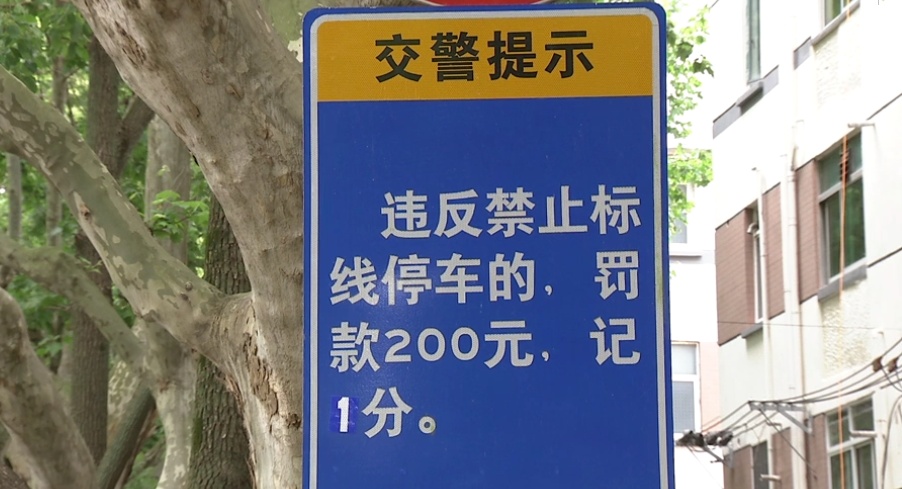 交警提示
违反禁止标
线停车的，罚
款200元，记
1分。